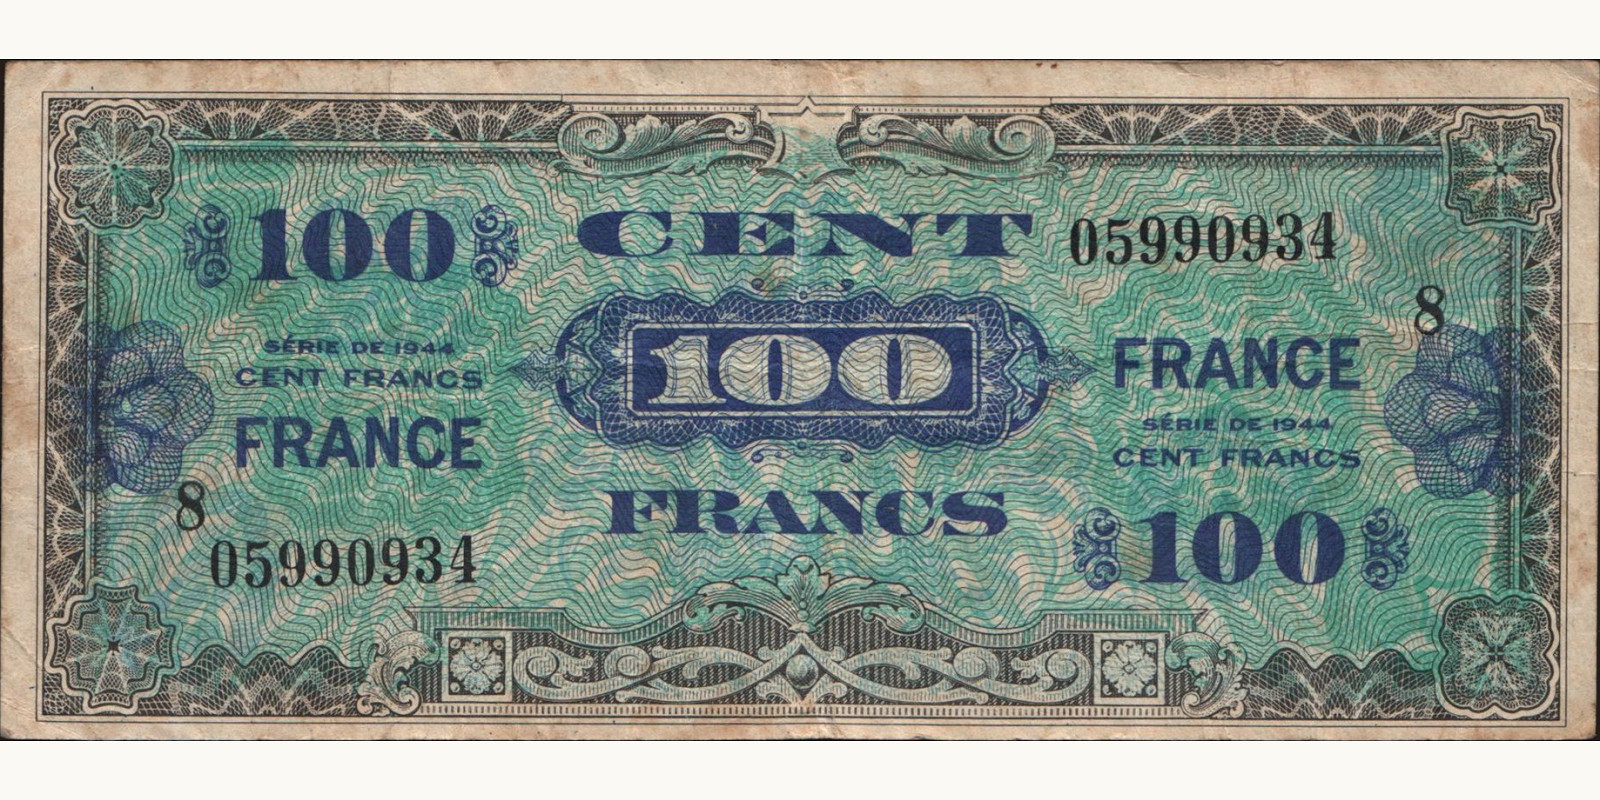 100 CENT 05990934
8
SÉRIE DE 1944
CENT FRANCS
FRANCE
100
FRANCE
SÉRIE DE 1944
CENT FRANCS
8
05990934
FRANCS
100